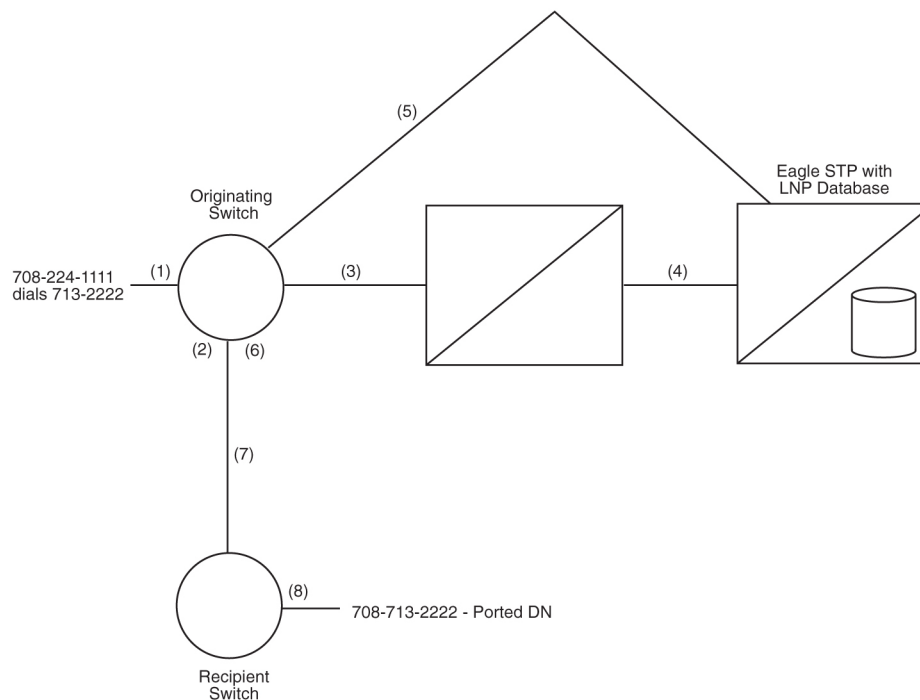 (5)
Eagle STP with
LNP Database
Originating
Switch
708-224-1111
dials 713-2222
(1)
(3)
(4)
(2)
(6)
(7)
(8)
708-713-2222 - Ported DN
Recipient
Switch